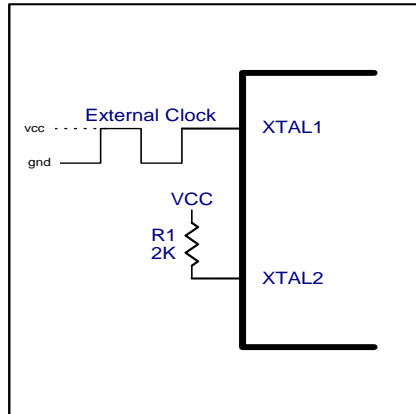 External Clock
vcc
gnd
XTAL1
VCC
R1
2K
XTAL2